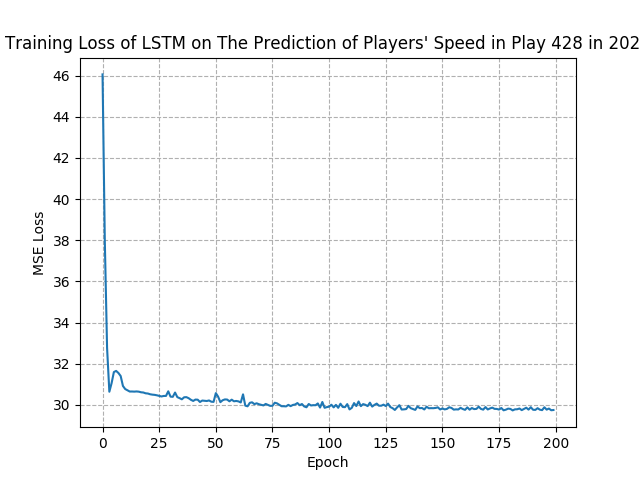 Training Loss of LSTM on The Prediction of Players' Speed in Play 428 in 202
46
44
42
40
38
36
34
32
30
MSE Loss
0 25 50 75 100 125 150 175 200
Epoch